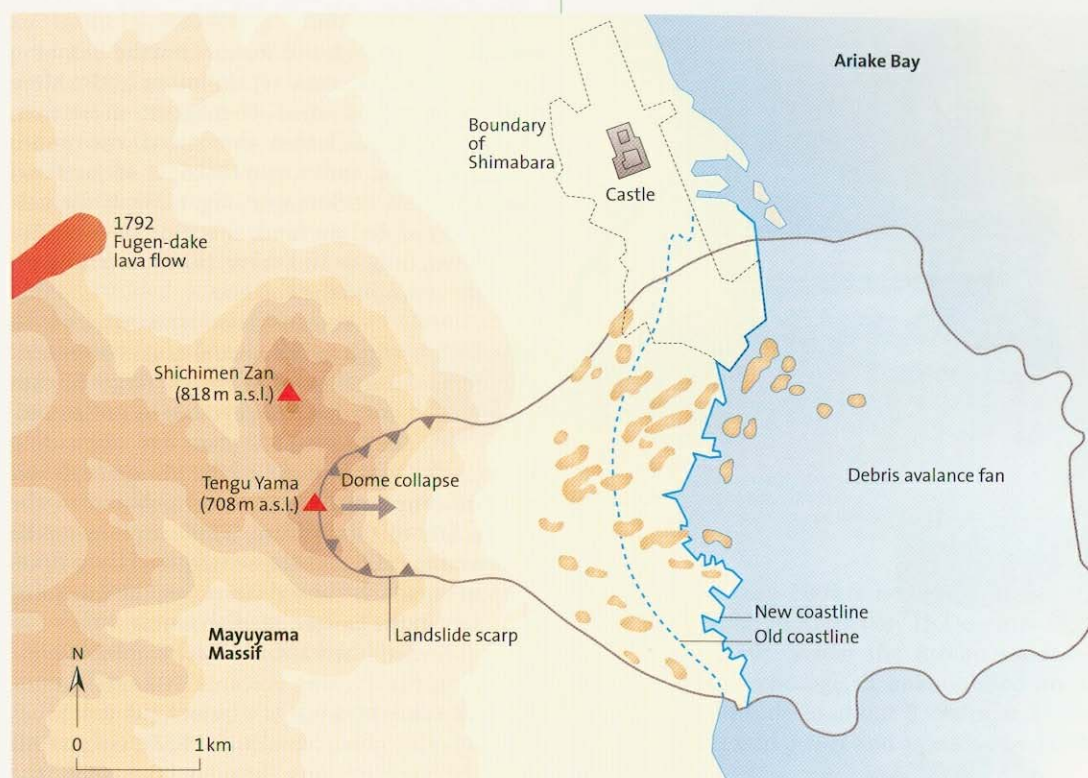 Ariake Bay
Boundary
of
Shimabara
Castle
1792
Fugen-dake
lava flow
Shichimen Zan
(818 m a.s.l.)
Tengu Yama
(708 m a.s.l.)
Dome collapse
Debris avalance fan
New coastline
Old coastline
Landslide scarp
Mayuyama
Massif
N
0 1 km